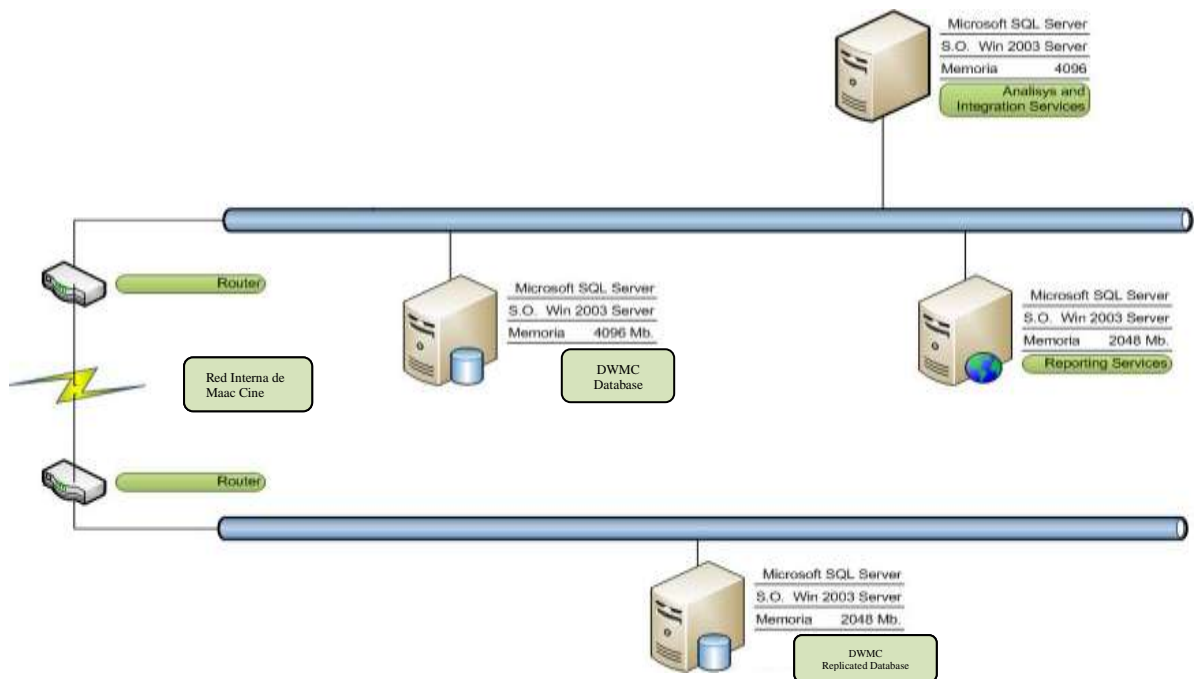 Microsoft SQL Server
S.O. Win 2003 Server
Memoria 4096
Analisys and
Integration Services
Router
Microsoft SQL Server
S.O. Win 2003 Server
Memoria 4096 Mb.
DWMC
Database
Microsoft SQL Server
S.O. Win 2003 Server
Memoria 2048 Mb.
Reporting Services
Red Interna de
Maac Cine
Router
Microsoft SQL Server
S.O. Win 2003 Server
Memoria 2048 Mb.
DWMC
Replicated Database